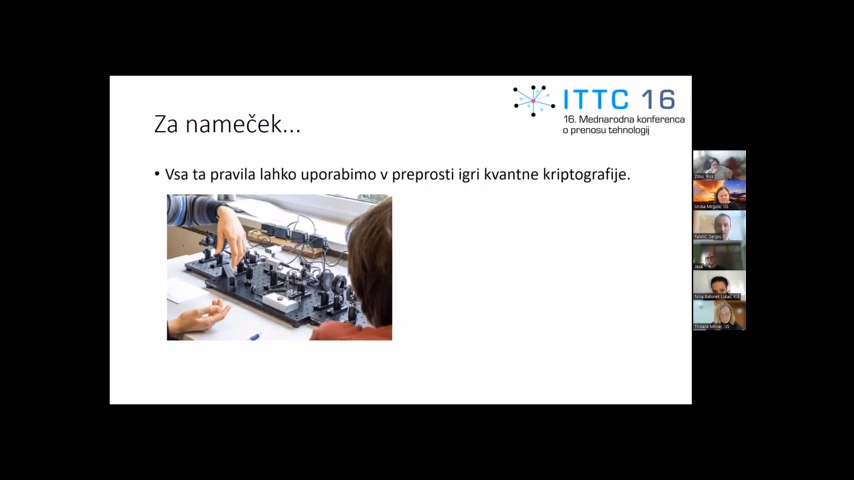 ITTC 16
16. Mednarodna konferenca
o prenosu tehnologij
Za nameček...
• Vsa ta pravila lahko uporabimo v preprosti igri kvantne kriptografije.